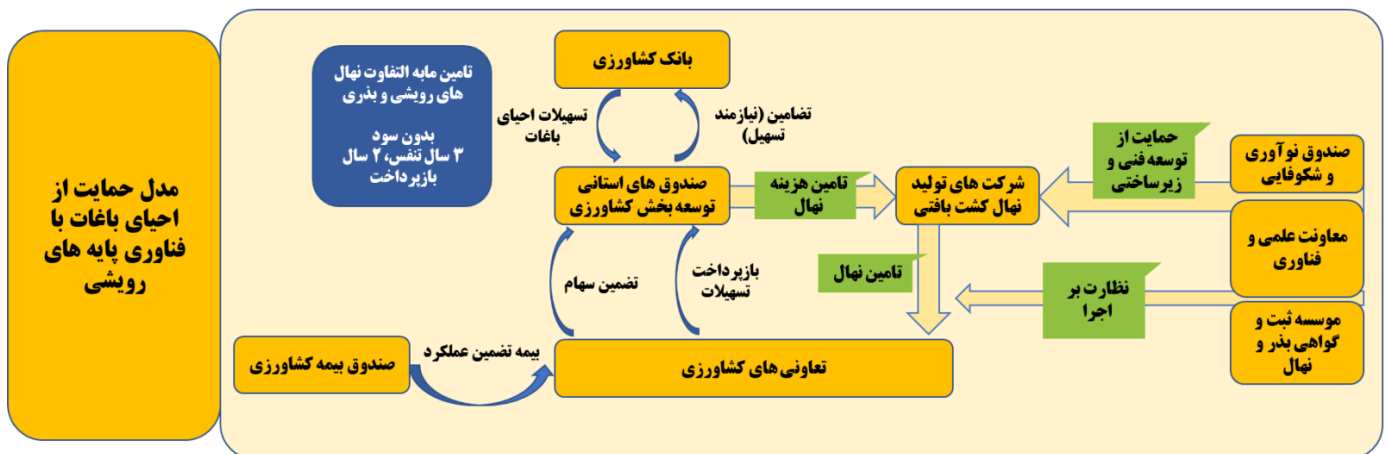 مدل حمایت از
احیای باغات با
فناوری پایه های
رویشی
تامین مابه التفاوت نهال
های رویشی و بذری
بدون سود
۳ سال تنفس، ۲ سال
بازپرداخت
بانک کشاورزی
تسهیلات احیای
باغات
تضامین (نیازمند
تسهیل)
صندوق های استانی
توسعه بخش کشاورزی
تامین هزینه
نهال
شرکت های تولید
نهال کشت بافتی
حمایت از
توسعه فنی و
زیرساختی
صندوق نوآوری
و شکوفایی
معاونت علمی و
فناوری
موسسه ثبت و
گواهی بذر و
نهال
نظارت بر
اجرا
تامین نهال
بازپرداخت
تسهیلات
تضمین سهام
تعاونی های کشاورزی
بیمه تضمین عملکرد
صندوق بیمه کشاورزی